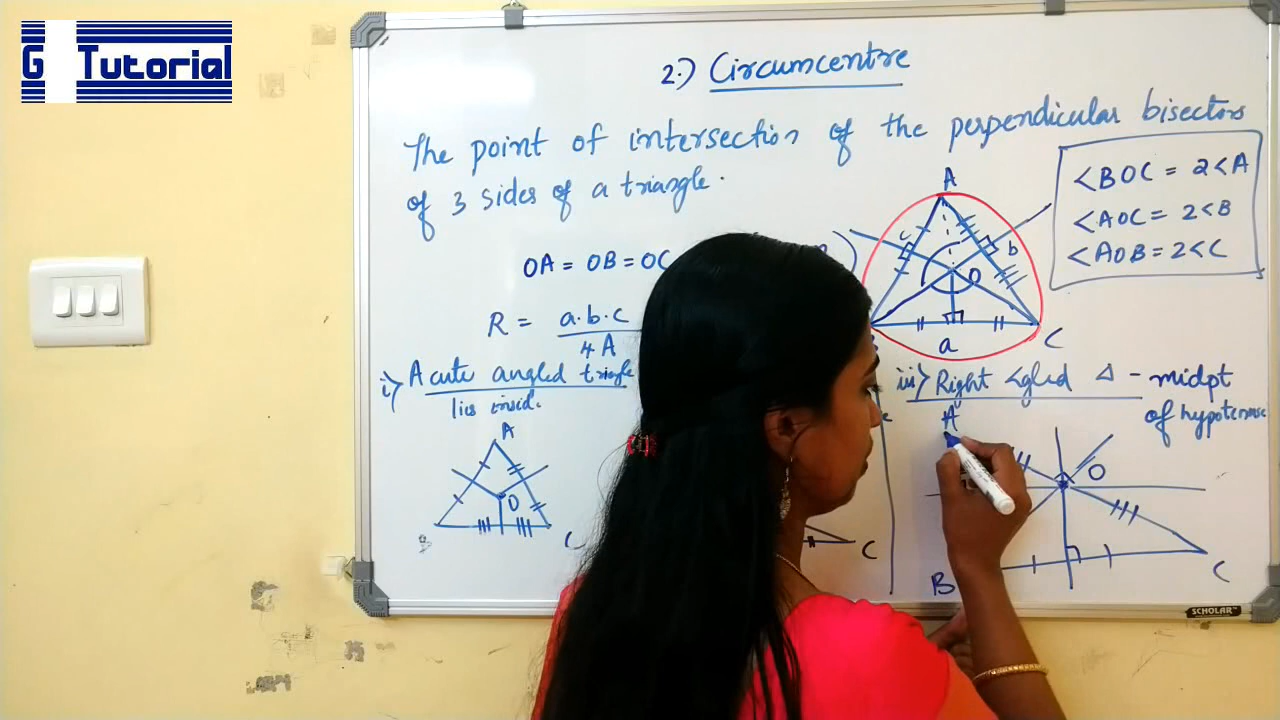 G Tutorial
2.) Circumcentre
The point of intersection of the perpendicular bisectors
of 3 sides of a triangle.
OA = OB = OC
R = a.b.c
4A
A
c
b
O
a
C
<BOC = 2<A
<AOC = 2<B
<AOB = 2<C
i) Acute angled triangle
lies insid.
A
O
C
C
iii) Right <gled Δ - midpt
of hypotenuse
A
O
B
C
SCHOLAR